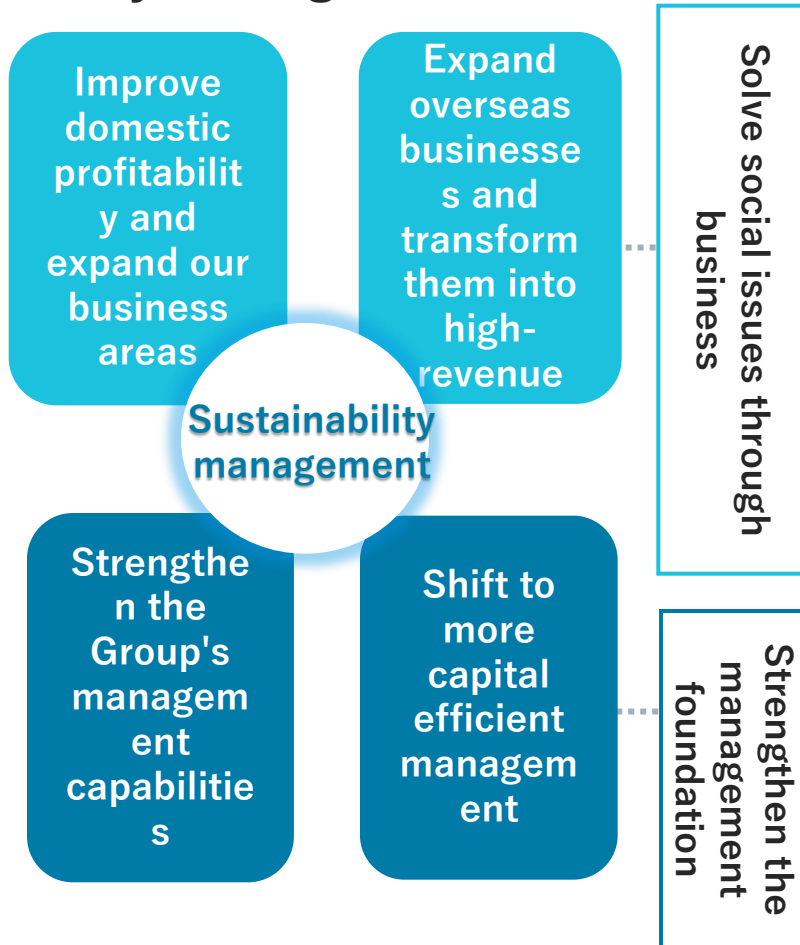 Improve
domestic
profitabilit
y and
expand our
business
areas
Expand
overseas
businesse
s and
transform
them into
high-
revenue
Solve social issues through
business
Sustainability
management
Strengthe
n the
Group's
managem
ent
capabilitie
s
Shift to
more
capital
efficient
managem
ent
Strengthen the
management
foundation